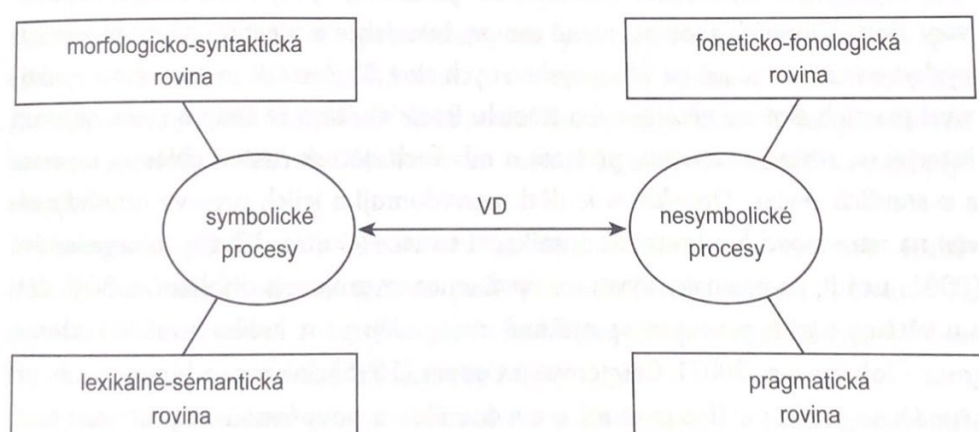 morfologicko-syntaktická
rovina
foneticko-fonologická
rovina
symbolické
procesy
VD
nesymbolické
procesy
lexikálně-sémantická
rovina
pragmatická
rovina